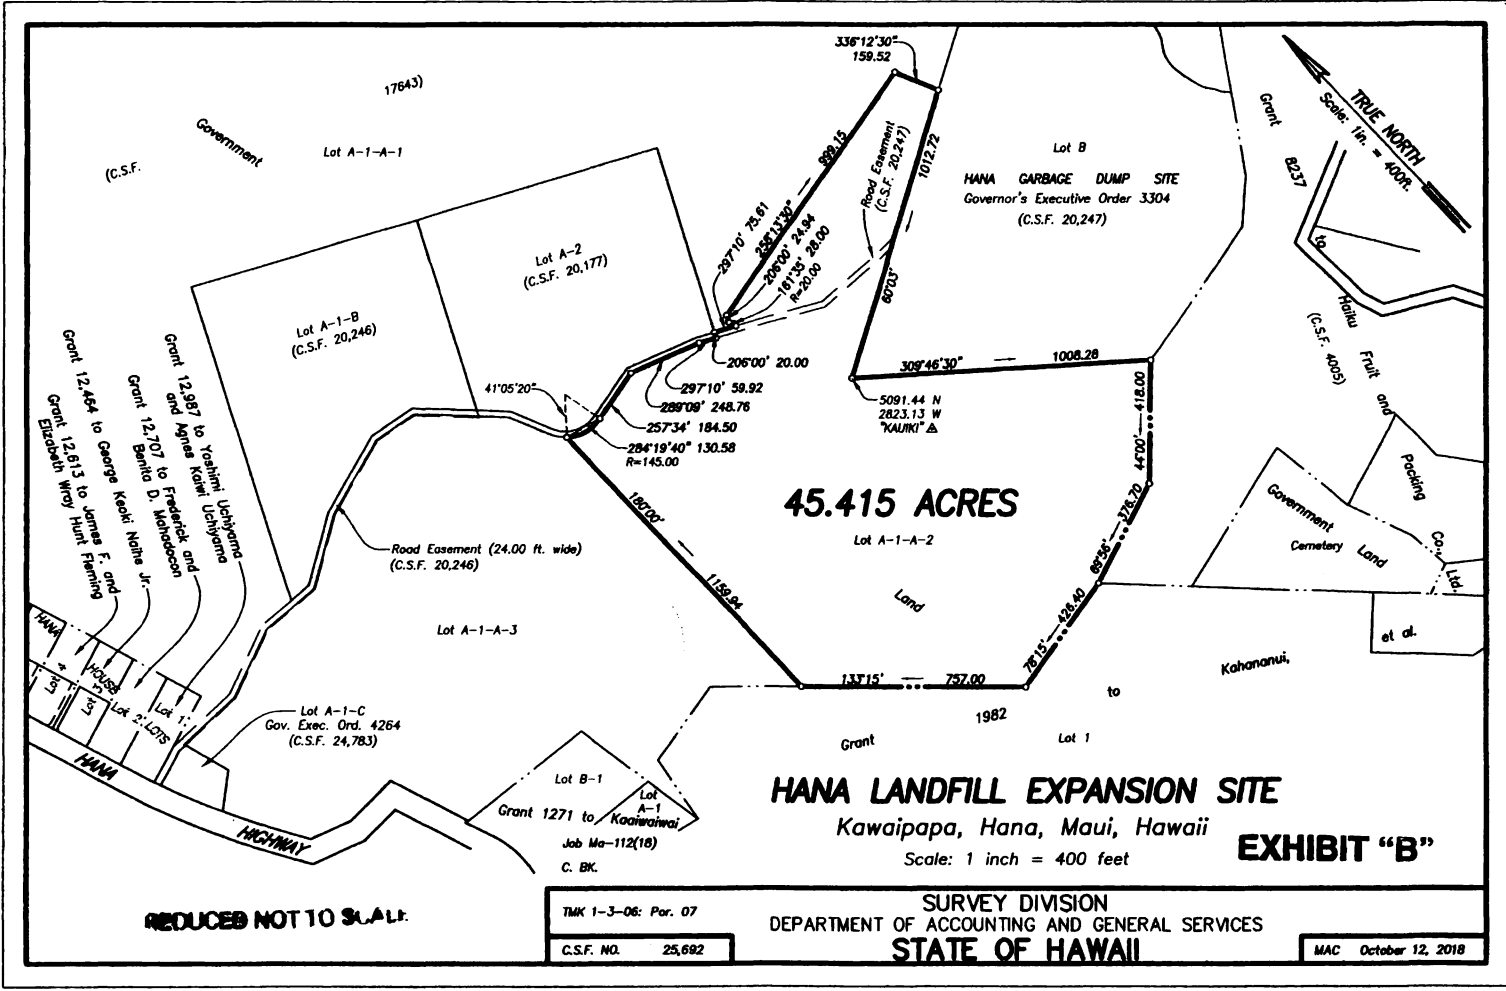 336°12'30"
159.52
17643)
Government
(C.S.F.
Lot A-1-A-1
999.15
258°13'30"
Road Easement
(C.S.F. 20,247)
1012.72
60°03'
Lot B
HANA GARBAGE DUMP SITE
Governor's Executive Order 3304
(C.S.F. 20,247)
Grant
8237
to
Haiku
Fruit
and
Packing
Co.,
Ltd.
(C.S.F. 4005)
TRUE NORTH
Scale: 1in. = 400ft.
Lot A-2
(C.S.F. 20,177)
Lot A-1-B
(C.S.F. 20,246)
297°10' 75.61
206°00' 24.94
161°35' 28.00
R=20.00
206°00' 20.00
297°10' 59.92
289°09' 248.76
257°34' 184.50
284°19'40" 130.58
R=145.00
41°05'20"
309°46'30"
1008.28
5091.44 N
2823.13 W
"KAUIKI" △
418.00
44°00'
376.70
69°56'
426.40
78°15'
133°15'
757.00
180°00'
1159.94
45.415 ACRES
Lot A-1-A-2
Land
Government
Land
Cemetery
et al.
Kahananui,
to
1982
Grant
Lot 1
Grant 12,987 to Yoshimi Uchiyama
and Agnes Kaiwi Uchiyama
Grant 12,707 to Frederick and
Benita D. Mahadocon
Grant 12,464 to George Keoki Naihe Jr.
Grant 12,613 to James F. and
Elizabeth Wray Hunt Fleming
Road Easement (24.00 ft. wide)
(C.S.F. 20,246)
Lot A-1-A-3
HANA
HOUSE
LOTS
Lot 4
Lot 3
Lot 2
Lot 1
Lot A-1-C
Gov. Exec. Ord. 4264
(C.S.F. 24,783)
HANA
HIGHWAY
Lot B-1
Grant 1271 to
Lot
A-1
Kaaiwaiwai
Job Ma-112(18)
C. BK.
HANA LANDFILL EXPANSION SITE
Kawaipapa, Hana, Maui, Hawaii
Scale: 1 inch = 400 feet
EXHIBIT "B"
REDUCED NOT TO SCALE
TMK 1-3-06: Por. 07
C.S.F. NO. 25,692
SURVEY DIVISION
DEPARTMENT OF ACCOUNTING AND GENERAL SERVICES
STATE OF HAWAII
MAC October 12, 2018